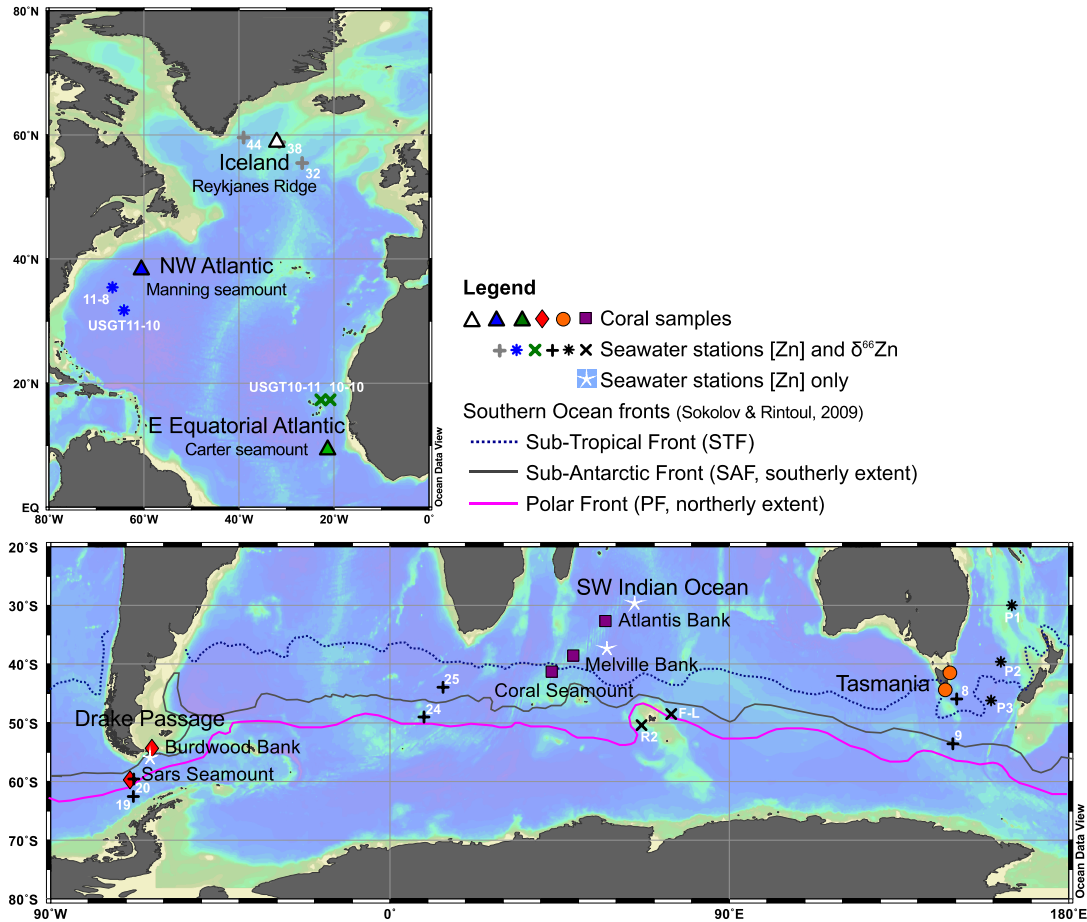 80°N
60°N
40°N
20°N
EQ
80°W
60°W
40°W
20°W
0°
44
38
32
Iceland
Reykjanes Ridge
NW Atlantic
Manning seamount
11-8
USGT11-10
USGT10-11 10-10
E Equatorial Atlantic
Carter seamount
Ocean Data View
Legend
Coral samples
Seawater stations [Zn] and δ⁶⁶Zn
Seawater stations [Zn] only
Southern Ocean fronts (Sokolov & Rintoul, 2009)
Sub-Tropical Front (STF)
Sub-Antarctic Front (SAF, southerly extent)
Polar Front (PF, northerly extent)
20°S
30°S
40°S
50°S
60°S
70°S
80°S
90°W
0°
90°E
180°E
SW Indian Ocean
Atlantis Bank
Melville Bank
Coral Seamount
P1
P2
P3
Tasmania
8
9
25
24
F-L
R2
Drake Passage
Burdwood Bank
Sars Seamount
20
19
Ocean Data View